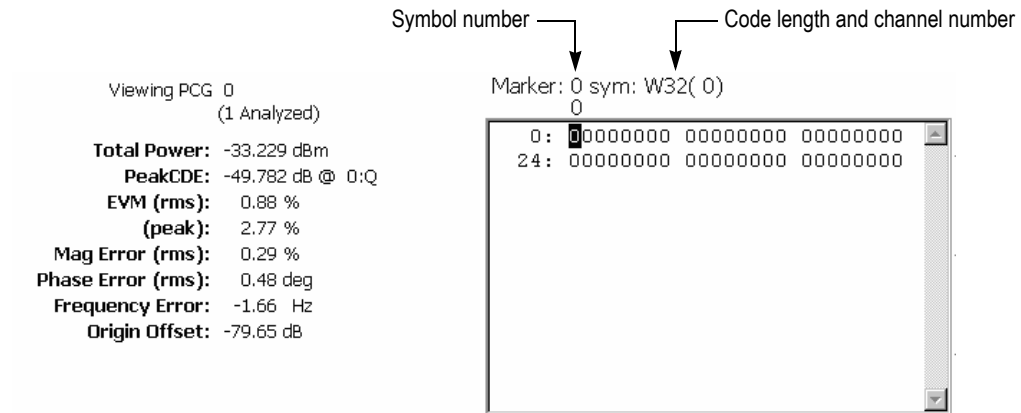 Symbol number
Code length and channel number
Viewing PCG 0
(1 Analyzed)
Total Power: -33.229 dBm
PeakCDE: -49.782 dB @ 0:Q
EVM (rms): 0.88 %
(peak): 2.77 %
Mag Error (rms): 0.29 %
Phase Error (rms): 0.48 deg
Frequency Error: -1.66 Hz
Origin Offset: -79.65 dB
Marker: 0 sym: W32( 0)
0
0: 00000000 00000000 00000000
24: 00000000 00000000 00000000